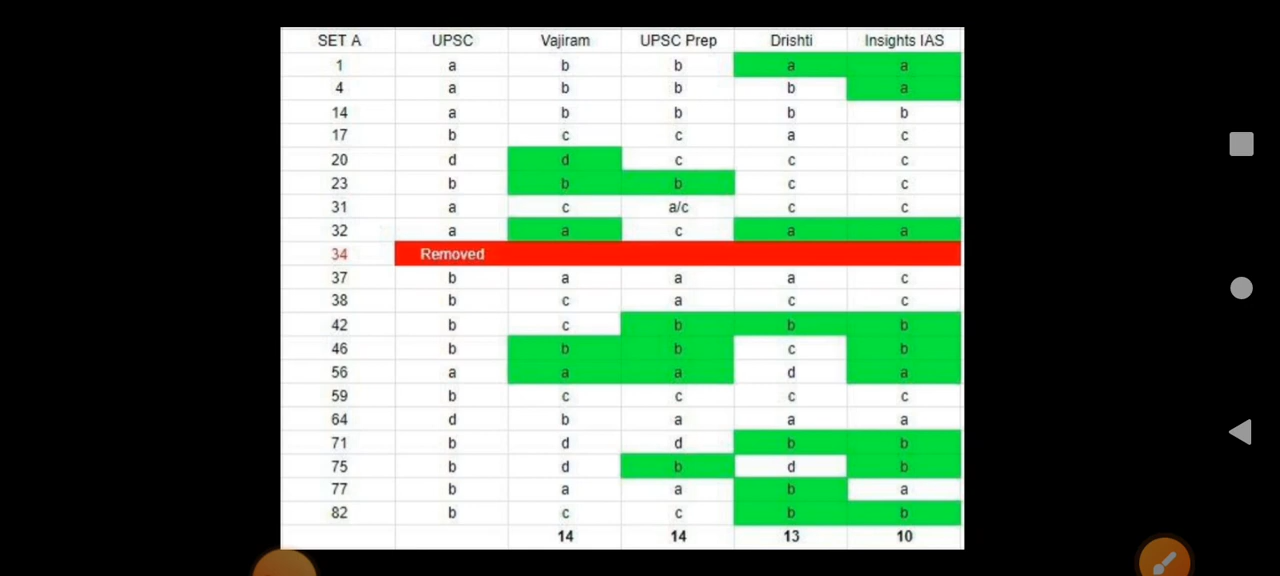 SET A UPSC Vajiram UPSC Prep Drishti Insights IAS
1 a b b a a
4 a b b b a
14 a b b b b
17 b c c a c
20 d d c c c
23 b b b c c
31 a c a/c c c
32 a a c a a
34 Removed
37 b a a a c
38 b c a c c
42 b c b b b
46 b b b c b
56 a a a d a
59 b c c c c
64 d b a a a
71 b d d b b
75 b d b d b
77 b a a b a
82 b c c b b
14 14 13 10